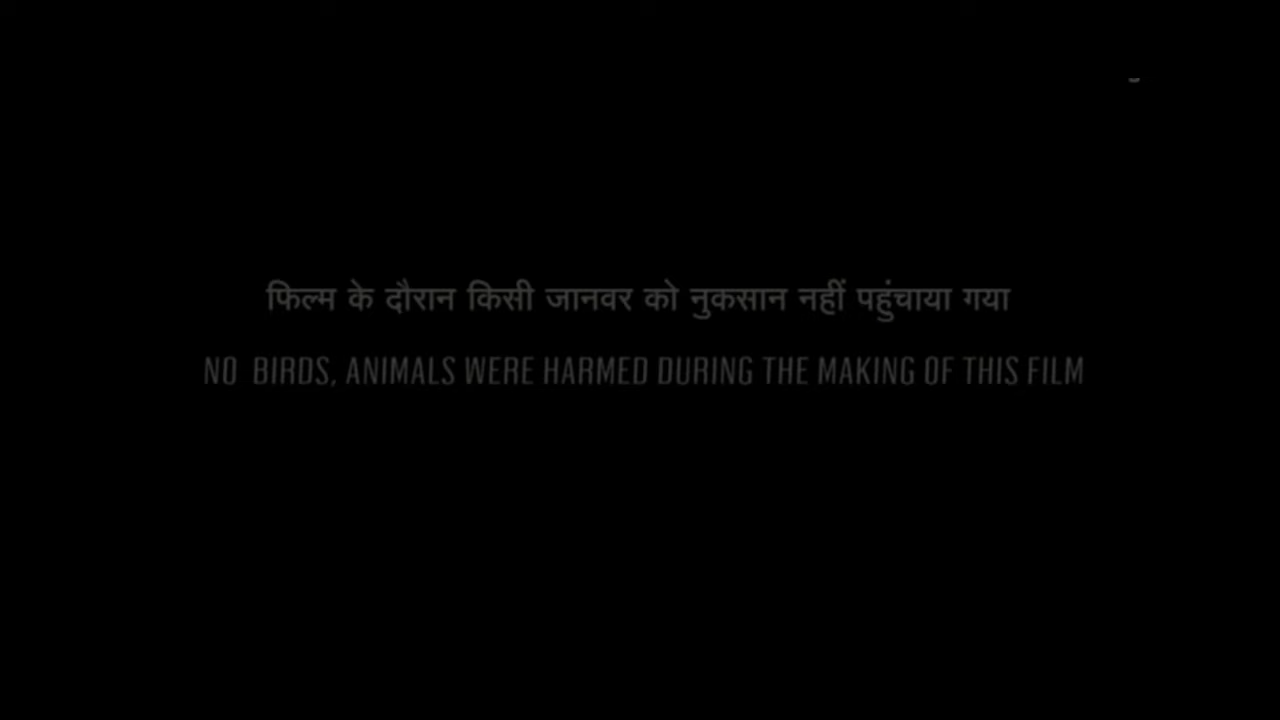 फिल्म के दौरान किसी जानवर को नुकसान नहीं पहुंचाया गया
NO BIRDS, ANIMALS WERE HARMED DURING THE MAKING OF THIS FILM